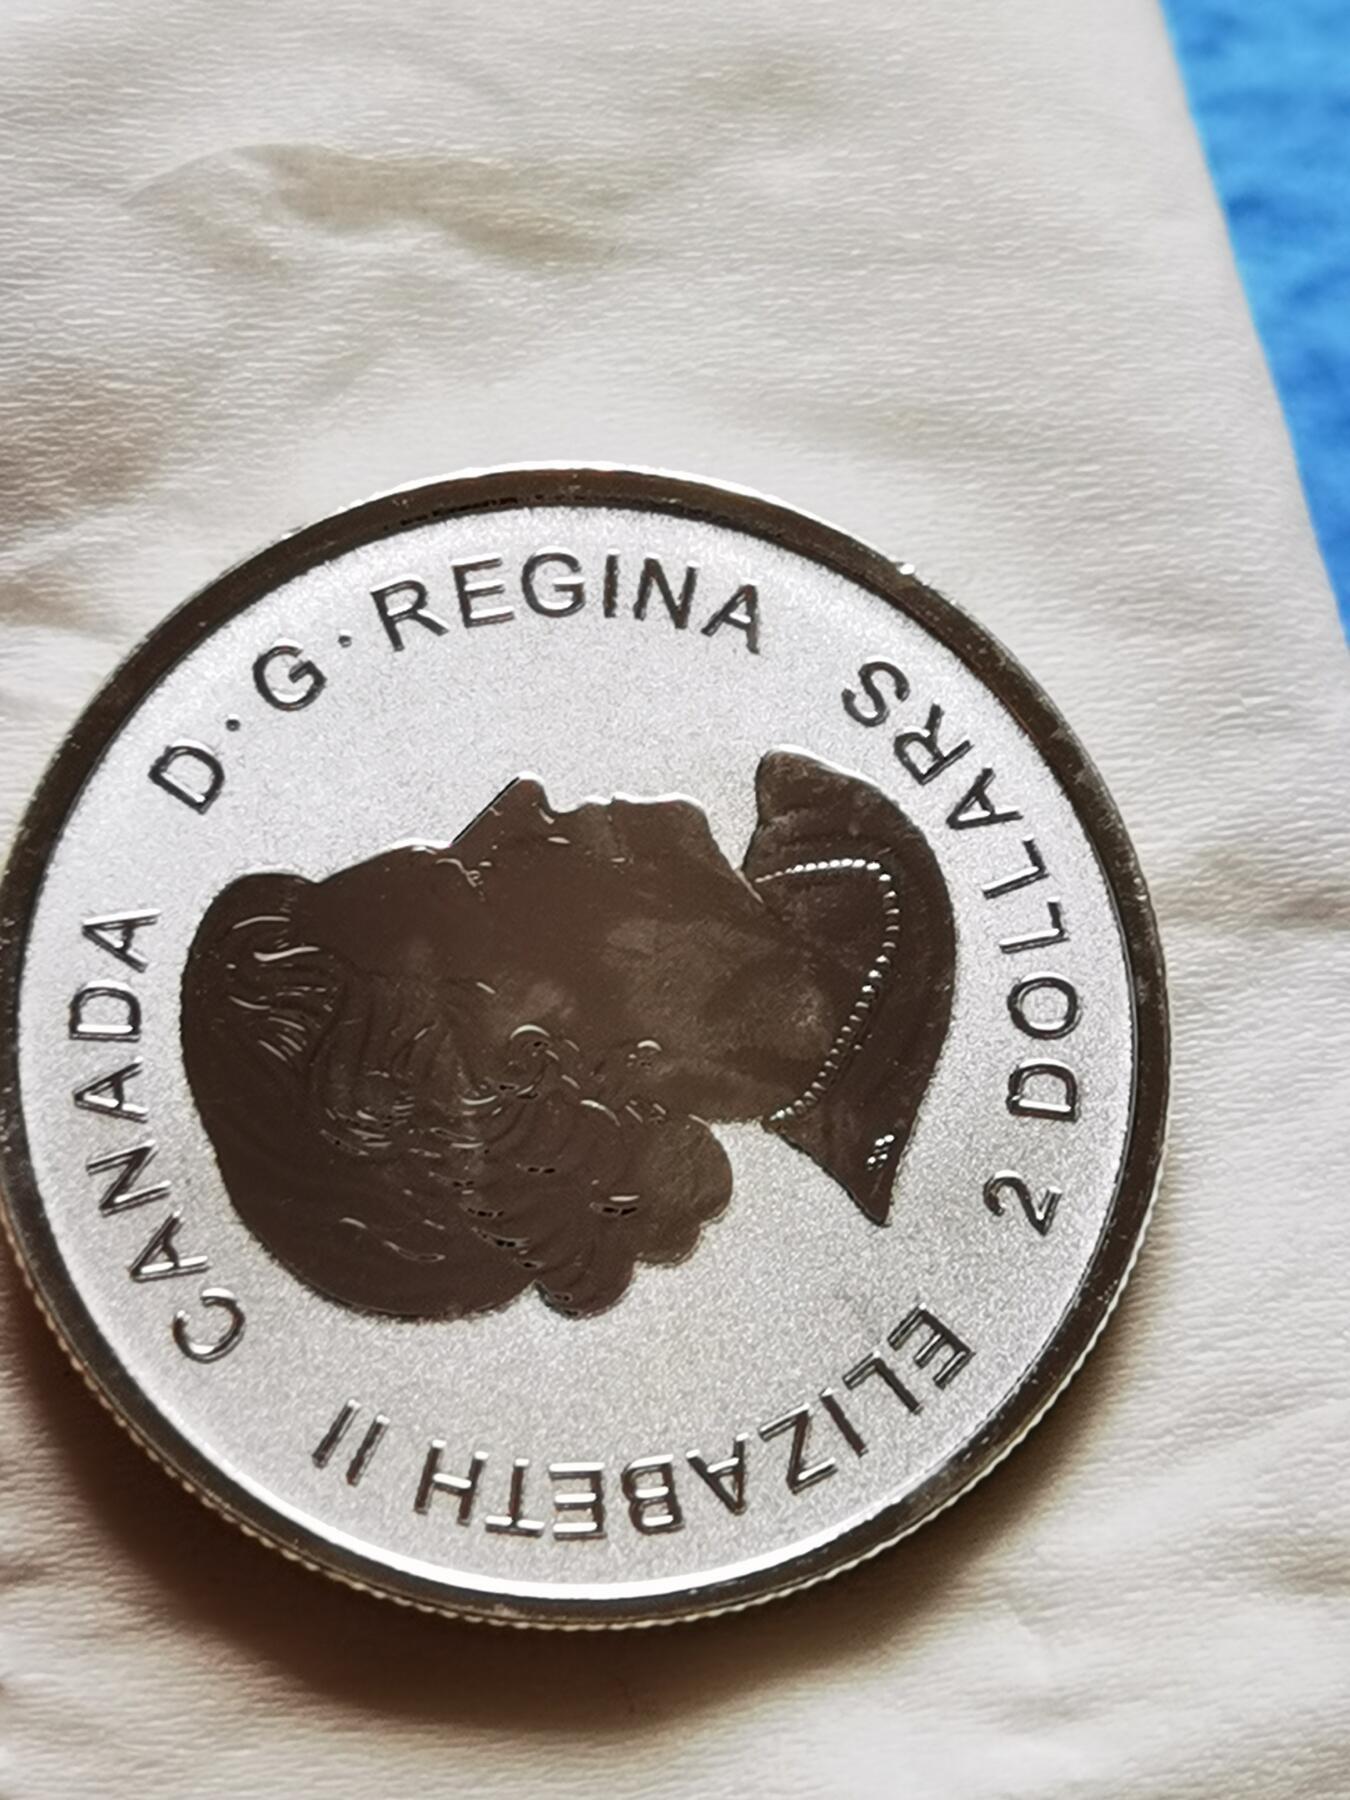 ELIZABETH II
CANADA
D·G·REGINA
2 DOLLARS